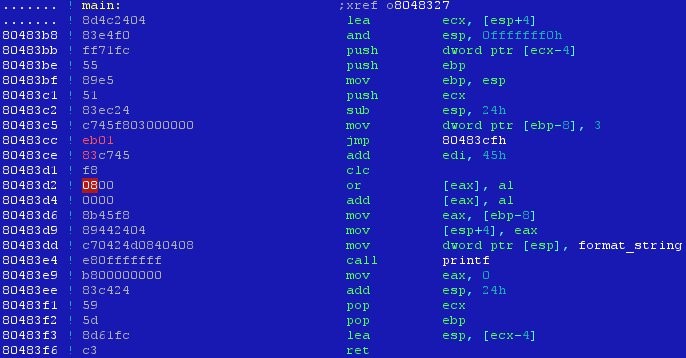 ....... ! main: ;xref o8048327
....... ! 8d4c2404 lea ecx, [esp+4]
80483b8 ! 83e4f0 and esp, 0fffffff0h
80483bb ! ff71fc push dword ptr [ecx-4]
80483be ! 55 push ebp
80483bf ! 89e5 mov ebp, esp
80483c1 ! 51 push ecx
80483c2 ! 83ec24 sub esp, 24h
80483c5 ! c745f803000000 mov dword ptr [ebp-8], 3
80483cc ! eb01 jmp 80483cfh
80483ce ! 83c745 add edi, 45h
80483d1 ! f8 clc
80483d2 ! 0800 or [eax], al
80483d4 ! 0000 add [eax], al
80483d6 ! 8b45f8 mov eax, [ebp-8]
80483d9 ! 89442404 mov [esp+4], eax
80483dd ! c70424d0840408 mov dword ptr [esp], format_string
80483e4 ! e80fffffff call printf
80483e9 ! b800000000 mov eax, 0
80483ee ! 83c424 add esp, 24h
80483f1 ! 59 pop ecx
80483f2 ! 5d pop ebp
80483f3 ! 8d61fc lea esp, [ecx-4]
80483f6 ! c3 ret